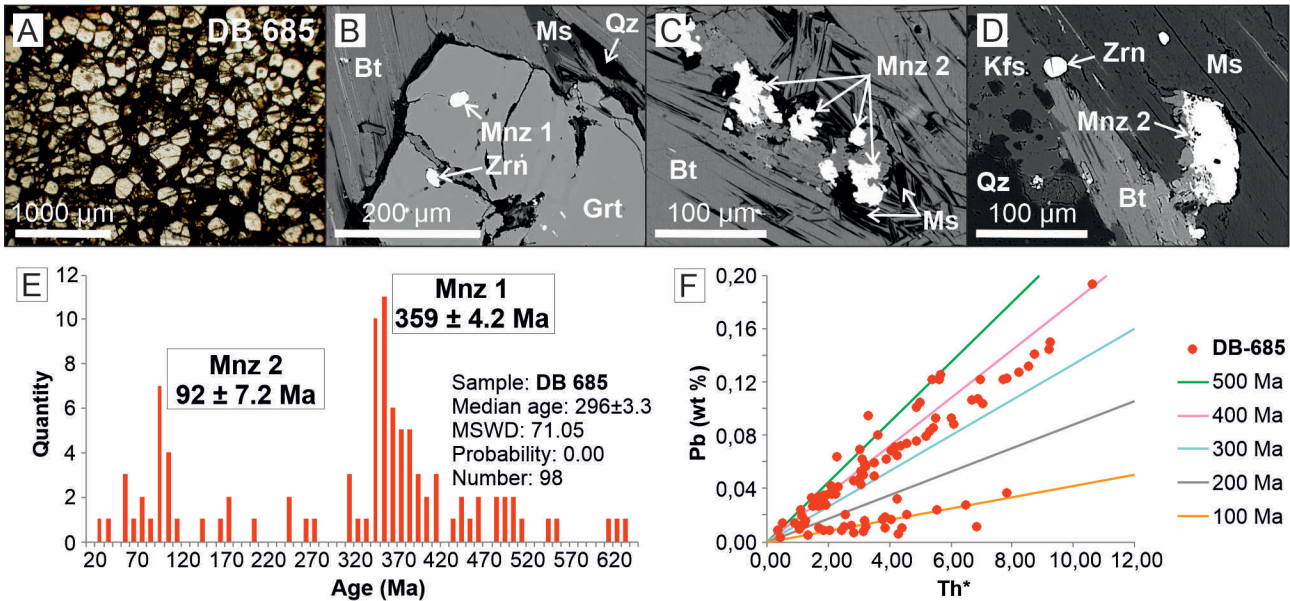 A
DB 685
1000 µm
B
Bt
Ms
Qz
Mnz 1
Zrn
200 µm
Grt
C
Mnz 2
Bt
100 µm
Ms
D
Kfs
Zrn
Ms
Mnz 2
Qz
Bt
100 µm
E
12
10
8
6
4
2
0
Quantity
Mnz 2
92 ± 7.2 Ma
Mnz 1
359 ± 4.2 Ma
Sample: DB 685
Median age: 296±3.3
MSWD: 71.05
Probability: 0.00
Number: 98
20 70 120 170 220 270 320 370 420 470 520 570 620
Age (Ma)
F
0,20
0,16
0,12
0,08
0,04
0,00
Pb (wt %)
0,00 2,00 4,00 6,00 8,00 10,00 12,00
Th*
DB-685
500 Ma
400 Ma
300 Ma
200 Ma
100 Ma